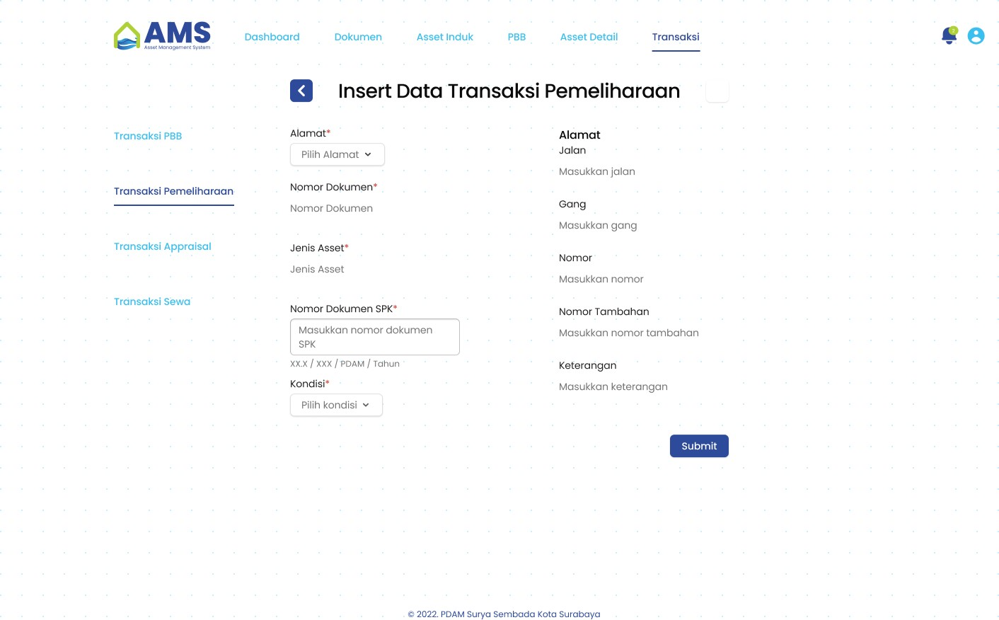 AMS
Asset Management System
Dashboard
Dokumen
Asset Induk
PBB
Asset Detail
Transaksi
2
Insert Data Transaksi Pemeliharaan
Transaksi PBB
Transaksi Pemeliharaan
Transaksi Appraisal
Transaksi Sewa
Alamat*
Pilih Alamat
Nomor Dokumen*
Nomor Dokumen
Jenis Asset*
Jenis Asset
Nomor Dokumen SPK*
Masukkan nomor dokumen
SPK
XX.X / XXX / PDAM / Tahun
Kondisi*
Pilih kondisi
Alamat
Jalan
Masukkan jalan
Gang
Masukkan gang
Nomor
Masukkan nomor
Nomor Tambahan
Masukkan nomor tambahan
Keterangan
Masukkan keterangan
Submit
© 2022. PDAM Surya Sembada Kota Surabaya